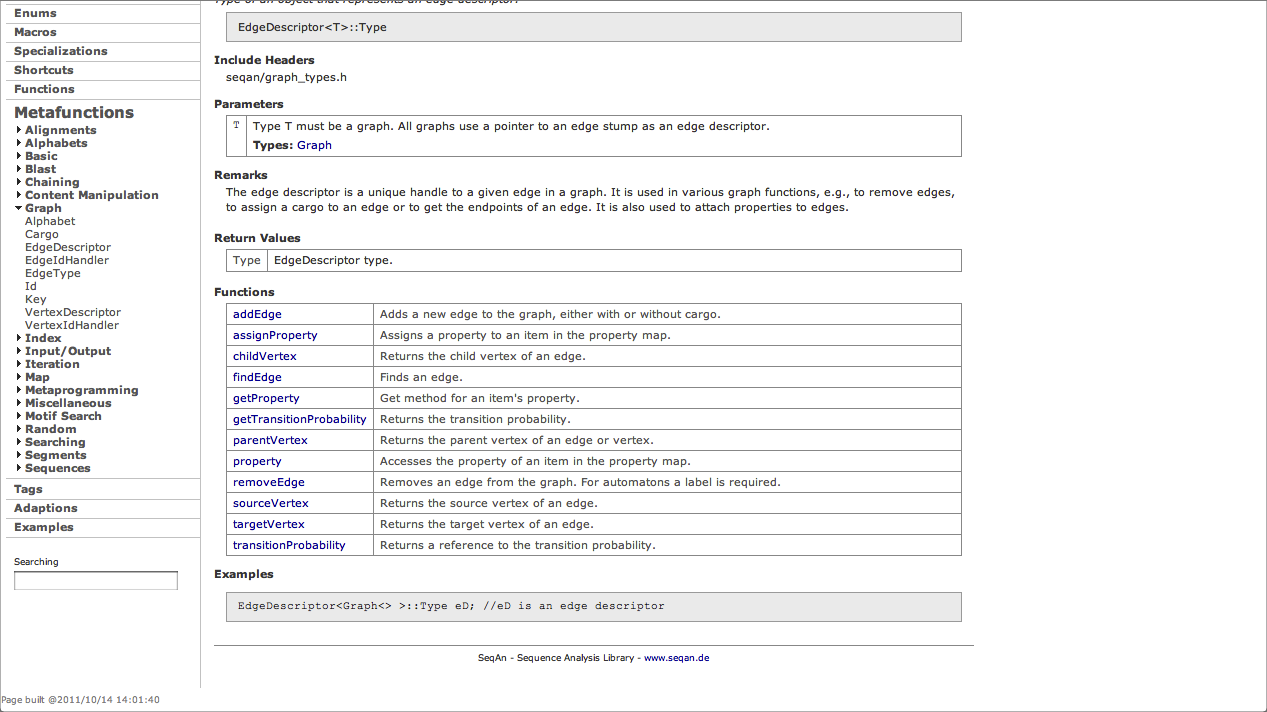 Enums
Macros
Specializations
Shortcuts
Functions
Metafunctions
Alignments
Alphabets
Basic
Blast
Chaining
Content Manipulation
Graph
Alphabet
Cargo
EdgeDescriptor
EdgeIdHandler
EdgeType
Id
Key
VertexDescriptor
VertexIdHandler
Index
Input/Output
Iteration
Map
Metaprogramming
Miscellaneous
Motif Search
Random
Searching
Segments
Sequences
Tags
Adaptions
Examples
Searching
Type of an object that represents an edge descriptor.
EdgeDescriptor<T>::Type
Include Headers
seqan/graph_types.h
Parameters
T Type T must be a graph. All graphs use a pointer to an edge stump as an edge descriptor.
Types: Graph
Remarks
The edge descriptor is a unique handle to a given edge in a graph. It is used in various graph functions, e.g., to remove edges,
to assign a cargo to an edge or to get the endpoints of an edge. It is also used to attach properties to edges.
Return Values
Type EdgeDescriptor type.
Functions
addEdge Adds a new edge to the graph, either with or without cargo.
assignProperty Assigns a property to an item in the property map.
childVertex Returns the child vertex of an edge.
findEdge Finds an edge.
getProperty Get method for an item's property.
getTransitionProbability Returns the transition probability.
parentVertex Returns the parent vertex of an edge or vertex.
property Accesses the property of an item in the property map.
removeEdge Removes an edge from the graph. For automatons a label is required.
sourceVertex Returns the source vertex of an edge.
targetVertex Returns the target vertex of an edge.
transitionProbability Returns a reference to the transition probability.
Examples
EdgeDescriptor<Graph<> >::Type eD; //eD is an edge descriptor
SeqAn - Sequence Analysis Library - www.seqan.de
Page built @2011/10/14 14:01:40